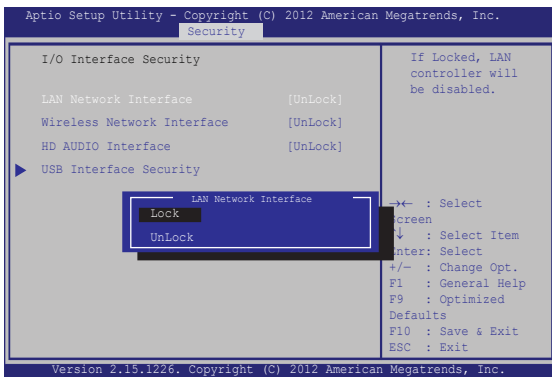 Aptio Setup Utility - Copyright (C) 2012 American Megatrends, Inc.
Security
I/O Interface Security
LAN Network Interface [UnLock]
Wireless Network Interface [UnLock]
HD AUDIO Interface [UnLock]
USB Interface Security
LAN Network Interface
Lock
UnLock
If Locked, LAN
controller will
be disabled.
→← : Select
Screen
↑↓ : Select Item
Enter: Select
+/— : Change Opt.
F1 : General Help
F9 : Optimized
Defaults
F10 : Save & Exit
ESC : Exit
Version 2.15.1226. Copyright (C) 2012 American Megatrends, Inc.